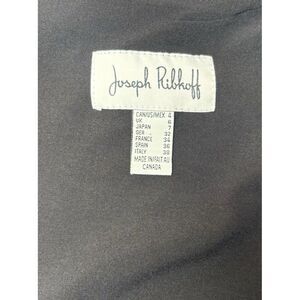 Joseph Ribkoff
CAN/US/MEX 4
UK 6
JAPAN 7
GER 32
FRANCE 34
SPAIN 36
ITALY 38
MADE IN/FAIT AU
CANADA